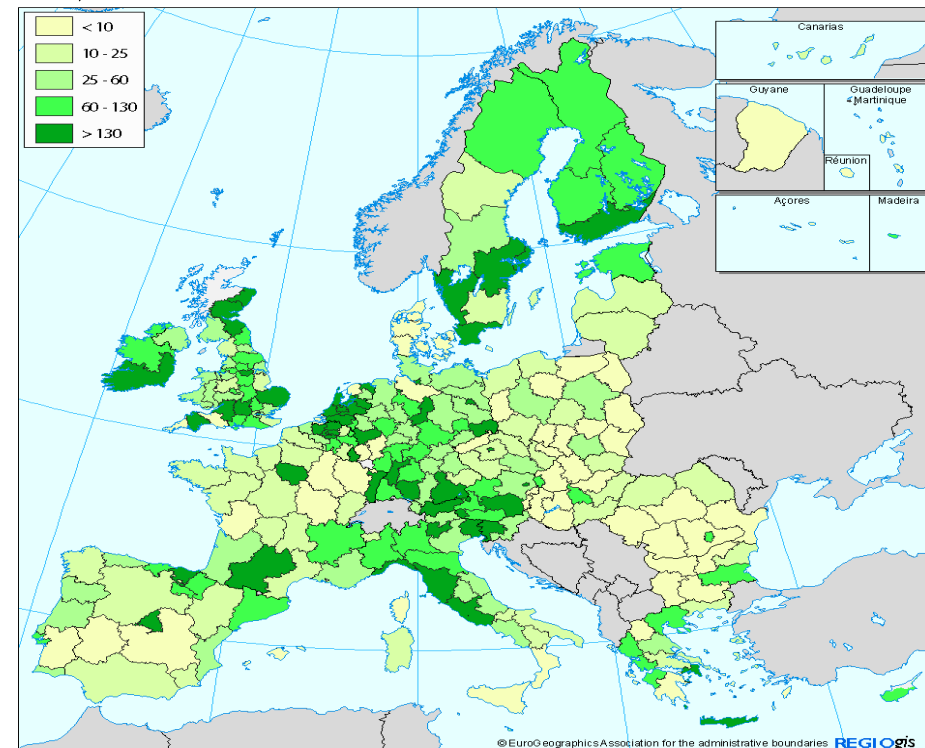 < 10
10 - 25
25 - 60
60 - 130
> 130
Canarias
Guyane
Guadeloupe
Martinique
Réunion
Açores
Madeira
© EuroGeographics Association for the administrative boundaries REGIOgis